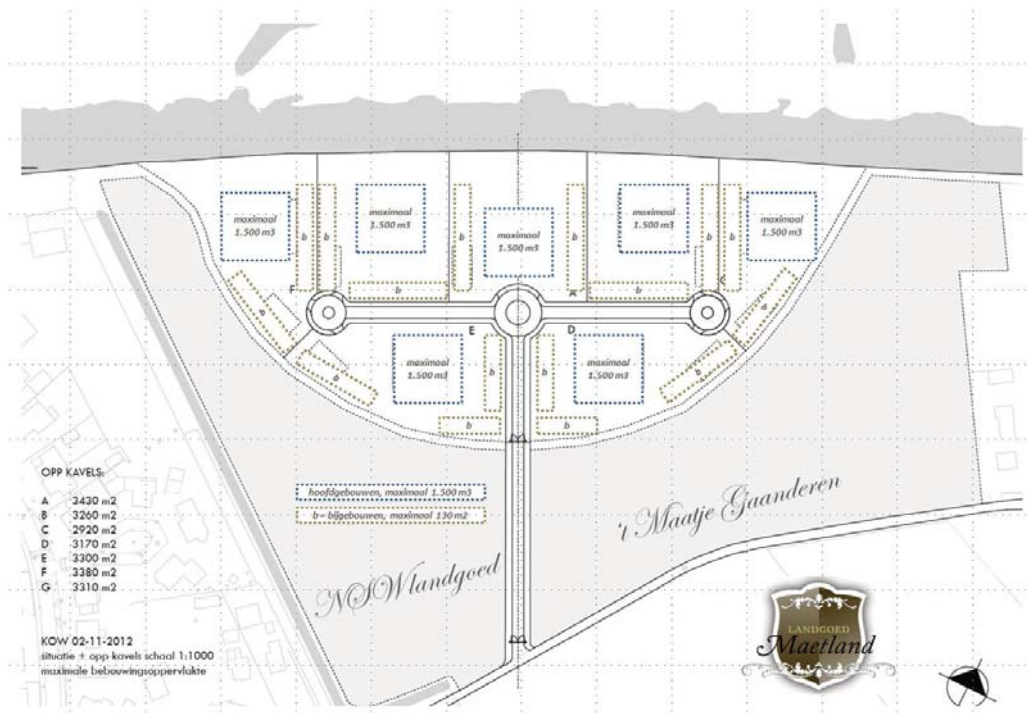 maximaal
1.500 m3
maximaal
1.500 m3
maximaal
1.500 m3
maximaal
1.500 m3
maximaal
1.500 m3
b
b
b
b
b
b
F
b
A
b
C
b
E
D
maximaal
1.500 m3
maximaal
1.500 m3
b
b
b
b
b
b
OPP KAVELS:
A 3430 m2
B 3260 m2
C 2920 m2
D 3170 m2
E 3300 m2
F 3380 m2
G 3310 m2
hoofdgebouwen, maximaal 1.500 m3
b = bijgebouwen, maximaal 130 m2
NSW landgoed
't Maatje Gaanderen
KOW 02-11-2012
situatie + opp kavels schaal 1:1000
maximale bebouwingsoppervlakte
LANDGOED
Maetland